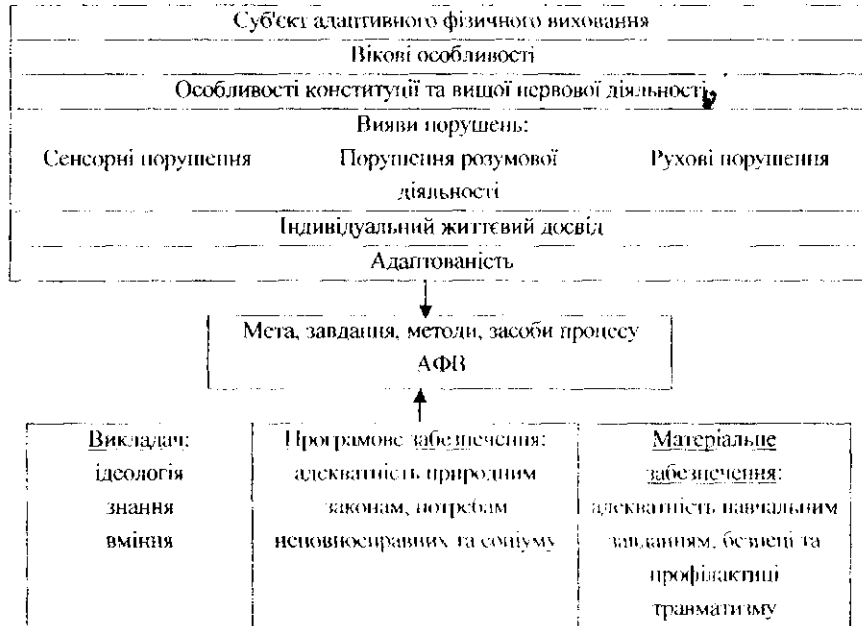 Суб'єкт адаптивного фізичного виховання
Вікові особливості
Особливості конституції та вищої нервової діяльності
Вияви порушень:
Сенсорні порушення
Порушення розумової
діяльності
Рухові порушення
Індивідуальний життєвий досвід
Адаптованість
Мета, завдання, методи, засоби процесу
АФВ
Викладач:
ідеологія
знання
вміння
Програмове забезпечення:
адекватність природним
законам, потребам
неповносправних та соціуму
Матеріальне
забезпечення:
адекватність навчальним
завданням, безпеці та
профілактиці
травматизму